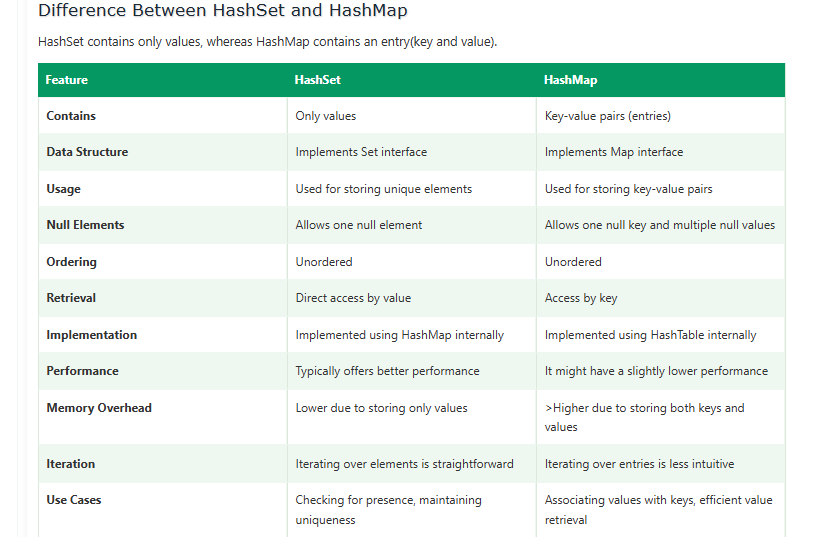 Difference Between HashSet and HashMap
HashSet contains only values, whereas HashMap contains an entry(key and value).
Feature HashSet HashMap
Contains Only values Key-value pairs (entries)
Data Structure Implements Set interface Implements Map interface
Usage Used for storing unique elements Used for storing key-value pairs
Null Elements Allows one null element Allows one null key and multiple null values
Ordering Unordered Unordered
Retrieval Direct access by value Access by key
Implementation Implemented using HashMap internally Implemented using HashTable internally
Performance Typically offers better performance It might have a slightly lower performance
Memory Overhead Lower due to storing only values >Higher due to storing both keys and
values
Iteration Iterating over elements is straightforward Iterating over entries is less intuitive
Use Cases Checking for presence, maintaining Associating values with keys, efficient value
uniqueness retrieval